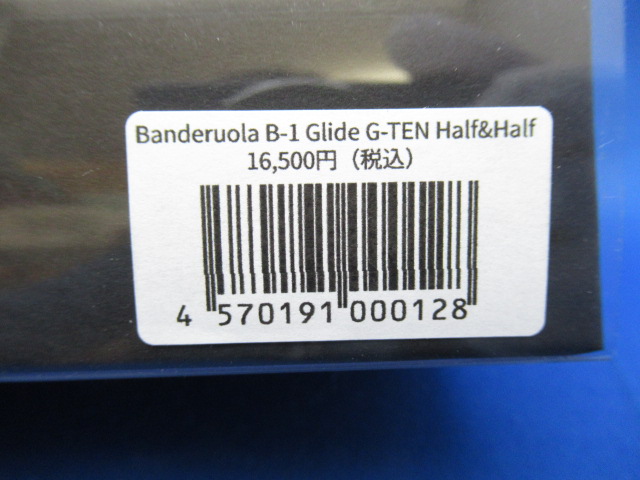 Banderuola B-1 Glide G-TEN Half&Half
16,500円（税込）
4 570191 000128